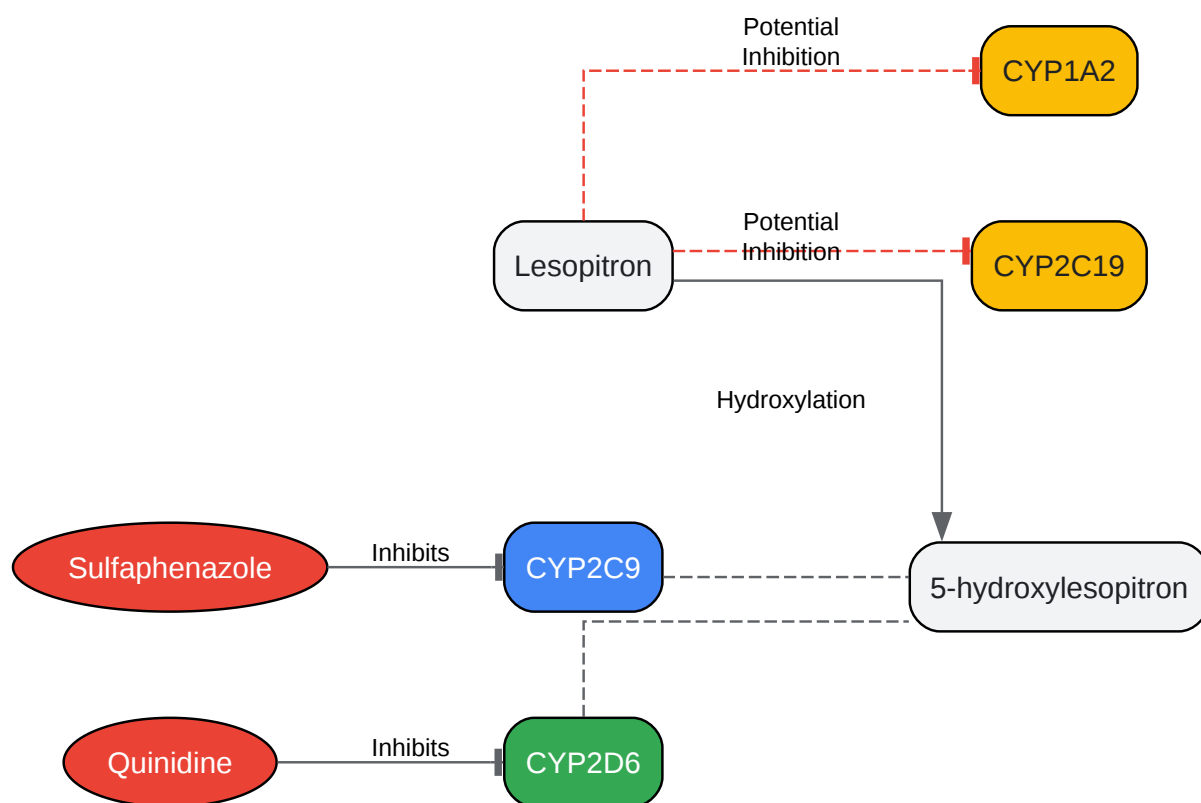 Potential
Inhibition
CYP1A2
Potential
Inhibition
Lesopitron
CYP2C19
Hydroxylation
Sulfaphenazole
Inhibits
CYP2C9
5-hydroxylesopitron
Quinidine
Inhibits
CYP2D6